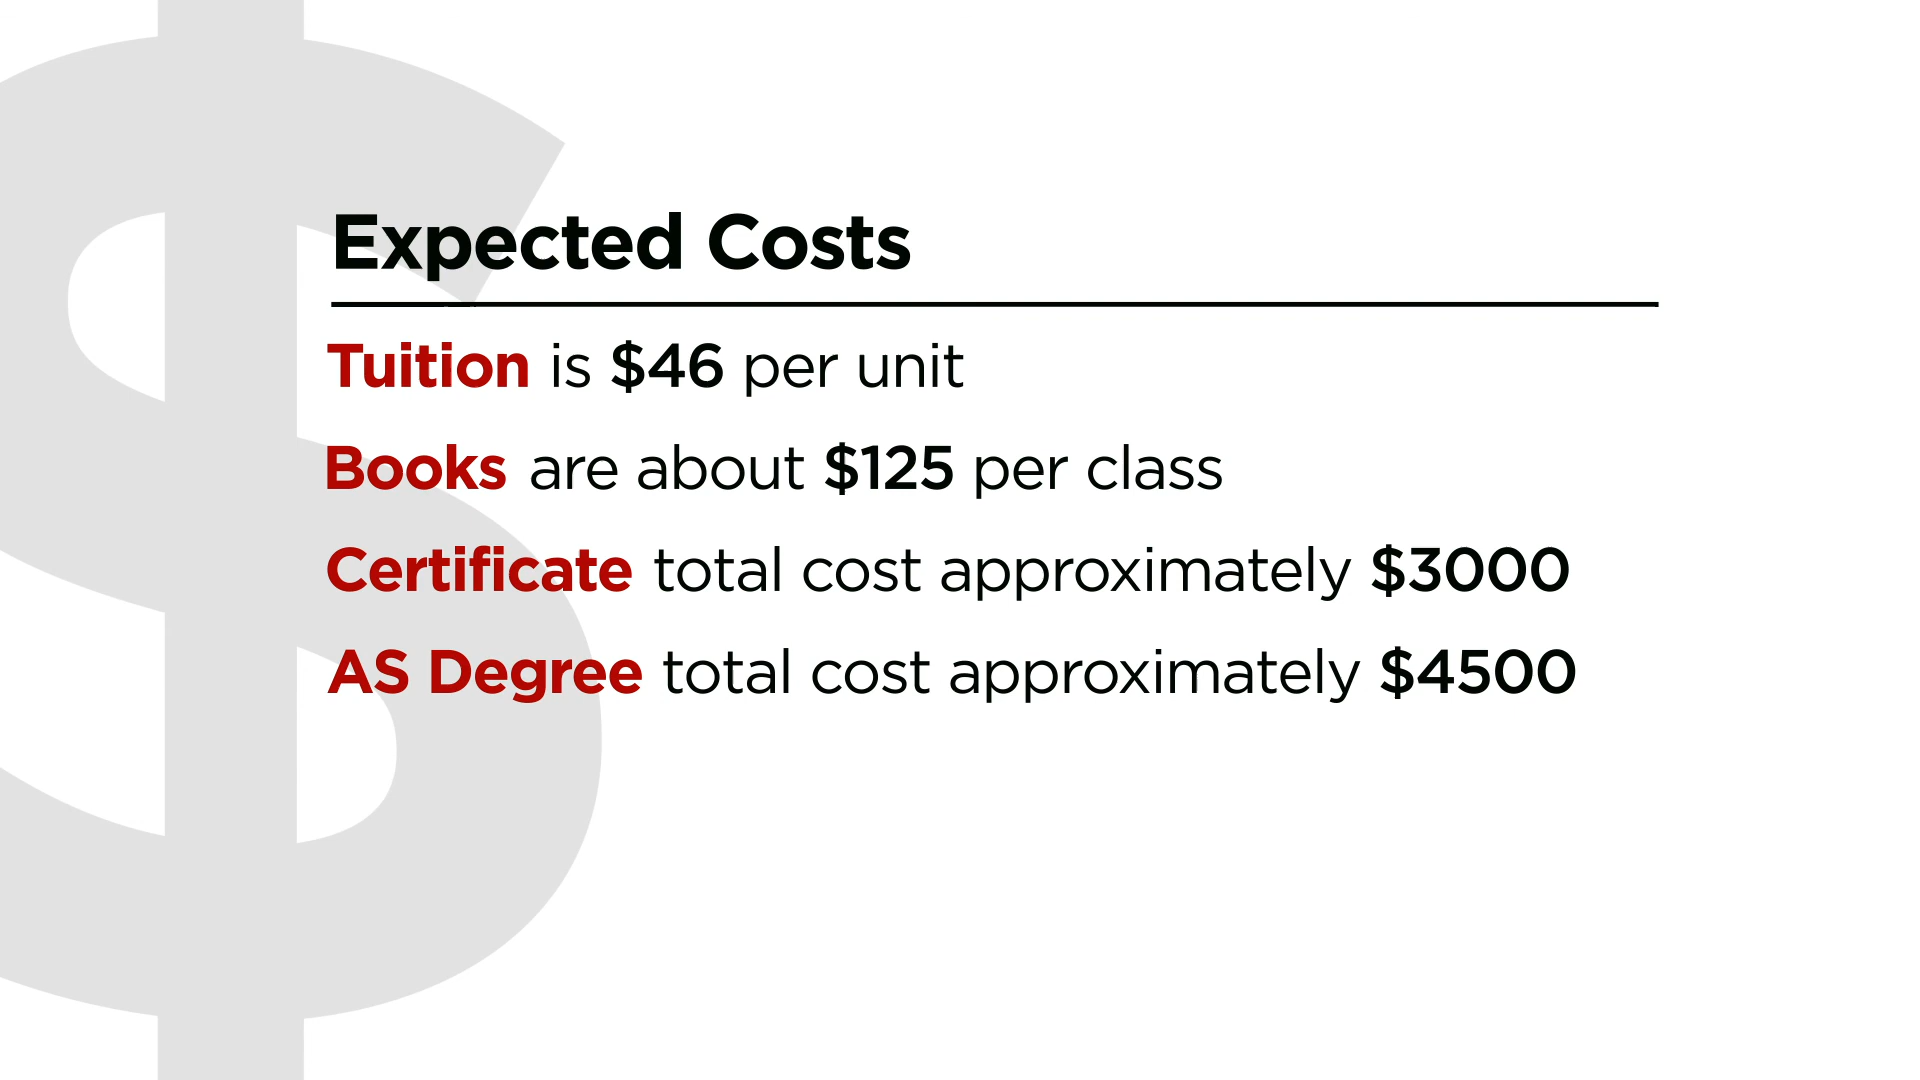 Expected Costs
Tuition is $46 per unit
Books are about $125 per class
Certificate total cost approximately $3000
AS Degree total cost approximately $4500